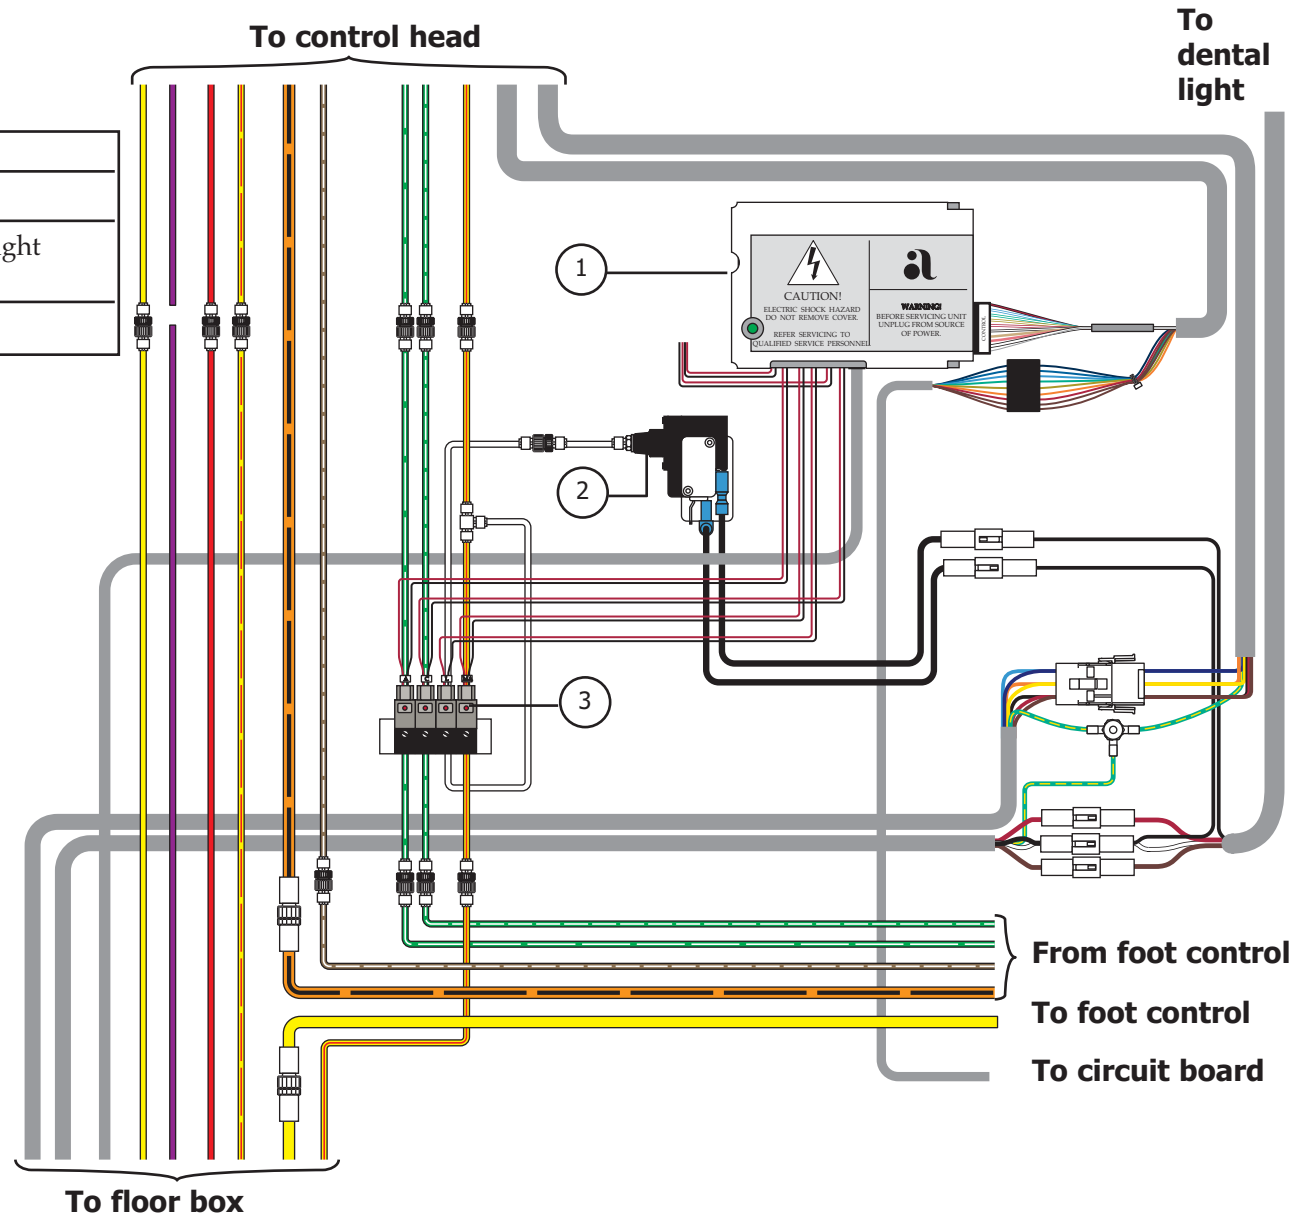 To control head
To
dental
light
ght
1
CAUTION!
ELECTRIC SHOCK HAZARD
DO NOT REMOVE COVER.
REFER SERVICING TO
QUALIFIED SERVICE PERSONNEL
a
WARNING!
BEFORE SERVICING UNIT
UNPLUG FROM SOURCE
OF POWER.
CONTROL
2
3
From foot control
To foot control
To circuit board
To floor box